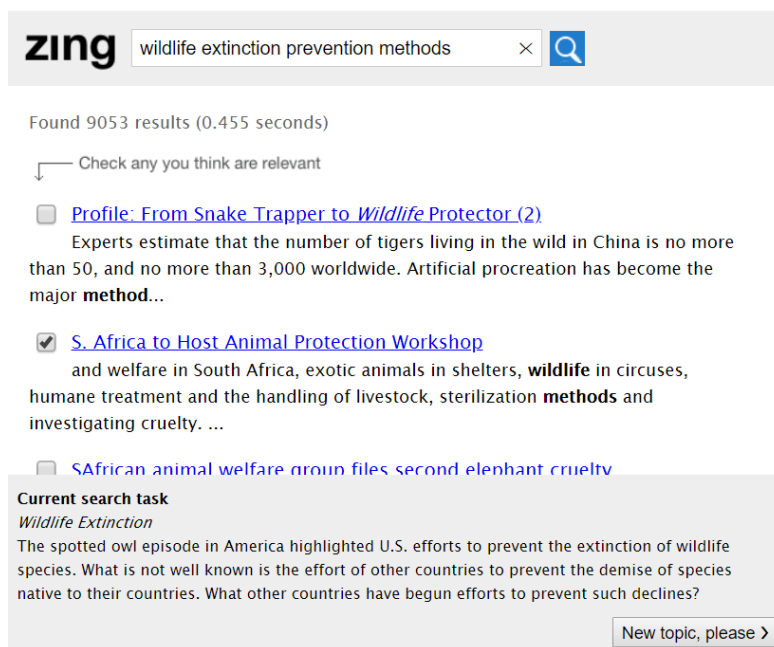 zing
wildlife extinction prevention methods ×
Found 9053 results (0.455 seconds)
Check any you think are relevant
Profile: From Snake Trapper to Wildlife Protector (2)
Experts estimate that the number of tigers living in the wild in China is no more
than 50, and no more than 3,000 worldwide. Artificial procreation has become the
major method...
S. Africa to Host Animal Protection Workshop
and welfare in South Africa, exotic animals in shelters, wildlife in circuses,
humane treatment and the handling of livestock, sterilization methods and
investigating cruelty. ...
SAfrican animal welfare group files second elephant cruelty
Current search task
Wildlife Extinction
The spotted owl episode in America highlighted U.S. efforts to prevent the extinction of wildlife
species. What is not well known is the effort of other countries to prevent the demise of species
native to their countries. What other countries have begun efforts to prevent such declines?
New topic, please ❯